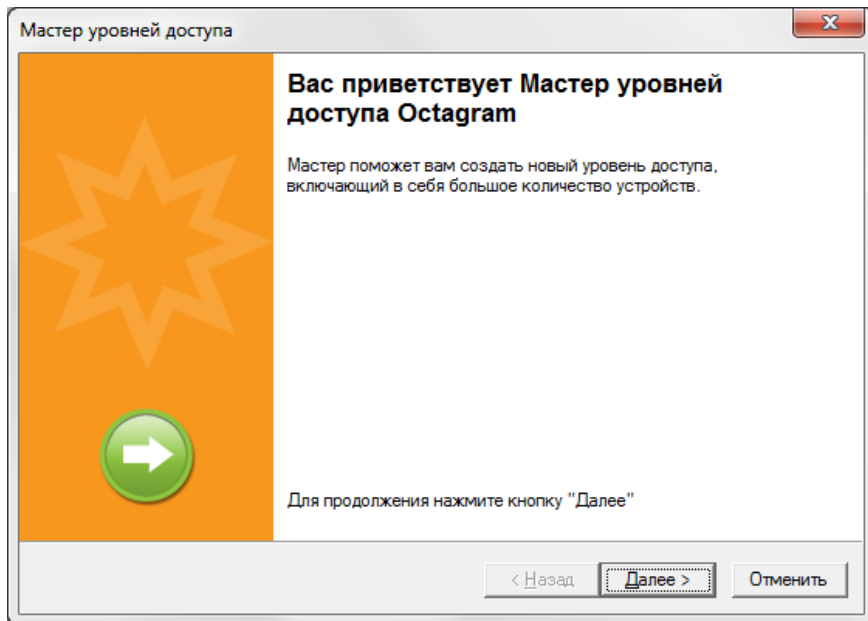 Мастер уровней доступа
Вас приветствует Мастер уровней
доступа Octagram
Мастер поможет вам создать новый уровень доступа,
включающий в себя большое количество устройств.
Для продолжения нажмите кнопку "Далее"
< Назад
Далее >
Отменить